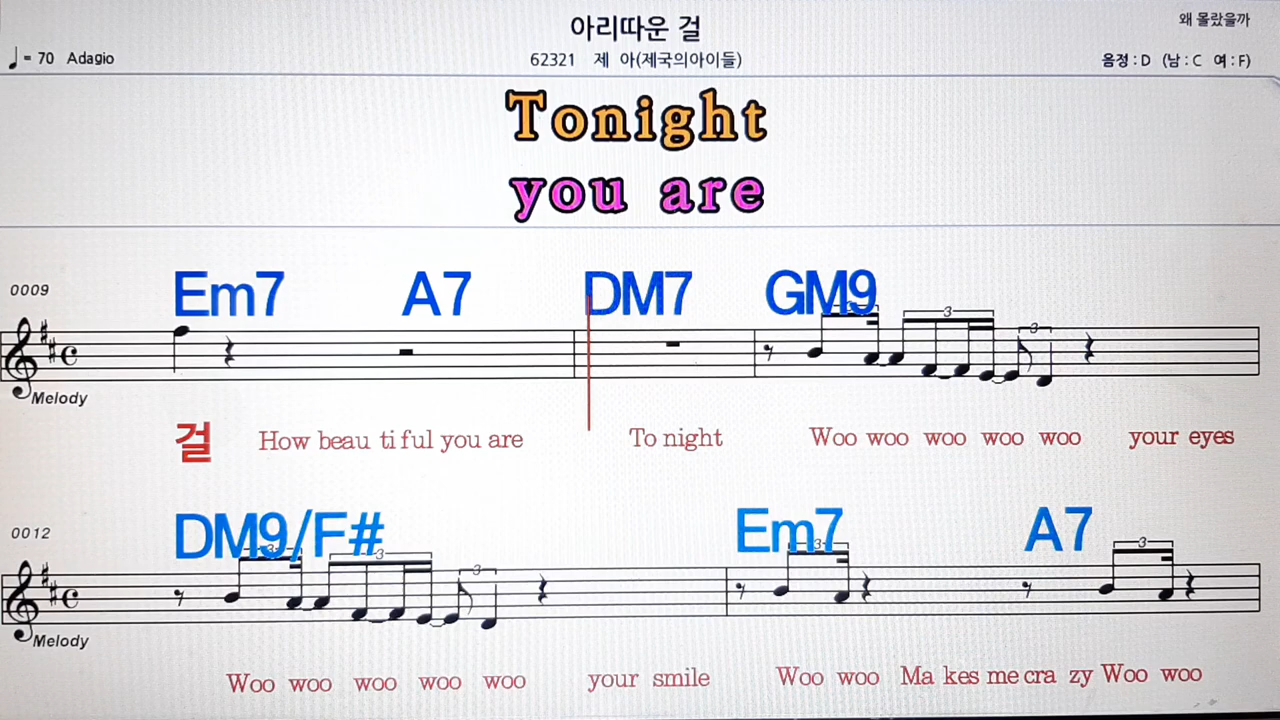 아리따운 걸
왜 몰랐을까
♩= 70 Adagio
62321 제 아(제국의아이들)
음정 : D (남 : C 여 : F)
Tonight
you are
0009
Em7 A7 DM7 GM9
3 3 3
Melody
걸 How beau ti ful you are To night Woo woo woo woo woo your eyes
0012
DM9/F# Em7 A7
3 3 3 3 3
Melody
Woo woo woo woo woo your smile Woo woo Ma kes me cra zy Woo woo